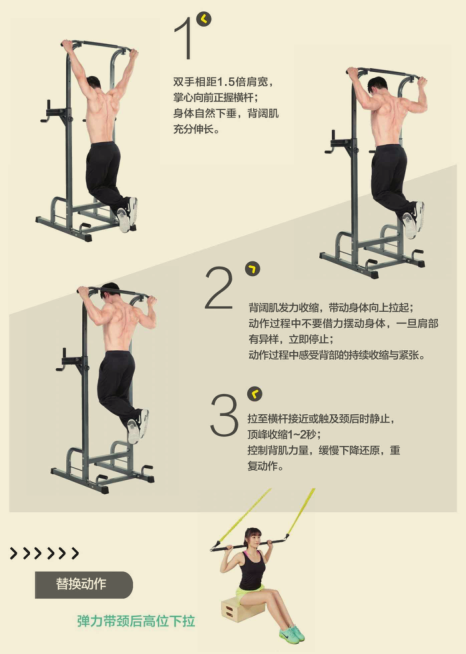 1
双手相距1.5倍肩宽，
掌心向前正握横杆；
身体自然下垂，背阔肌
充分伸长。
2
背阔肌发力收缩，带动身体向上拉起；
动作过程中不要借力摆动身体，一旦肩部
有异样，立即停止；
动作过程中感受背部的持续收缩与紧张。
3
拉至横杆接近或触及颈后时静止，
顶峰收缩1~2秒；
控制背肌力量，缓慢下降还原，重
复动作。
替换动作
弹力带颈后高位下拉